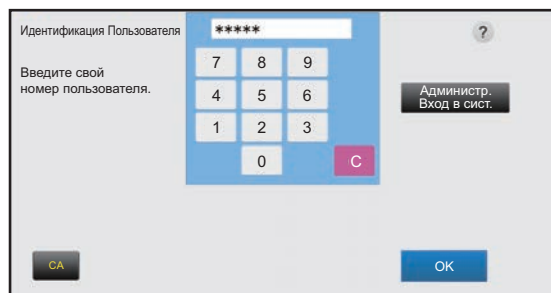 Идентификация Пользователя
*****
?
Введите свой
номер пользователя.
7 8 9
4 5 6
1 2 3
0 C
Администр.
Вход в сист.
CA
OK